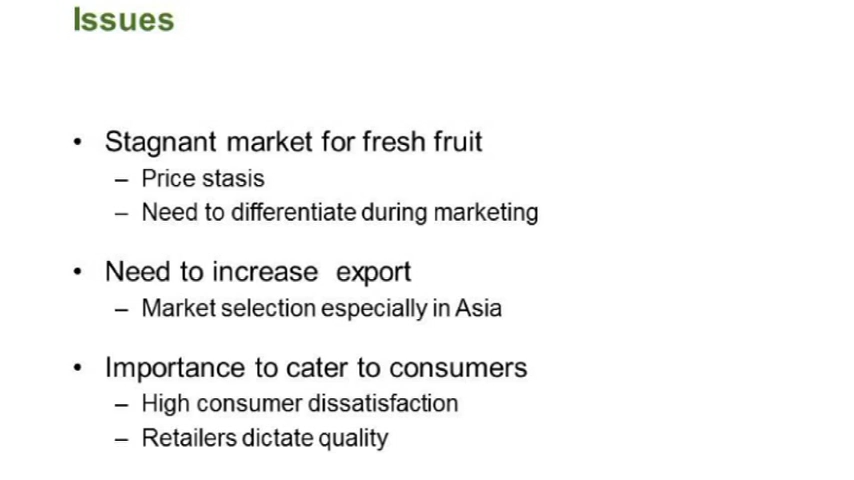 Issues
• Stagnant market for fresh fruit
– Price stasis
– Need to differentiate during marketing
• Need to increase export
– Market selection especially in Asia
• Importance to cater to consumers
– High consumer dissatisfaction
– Retailers dictate quality